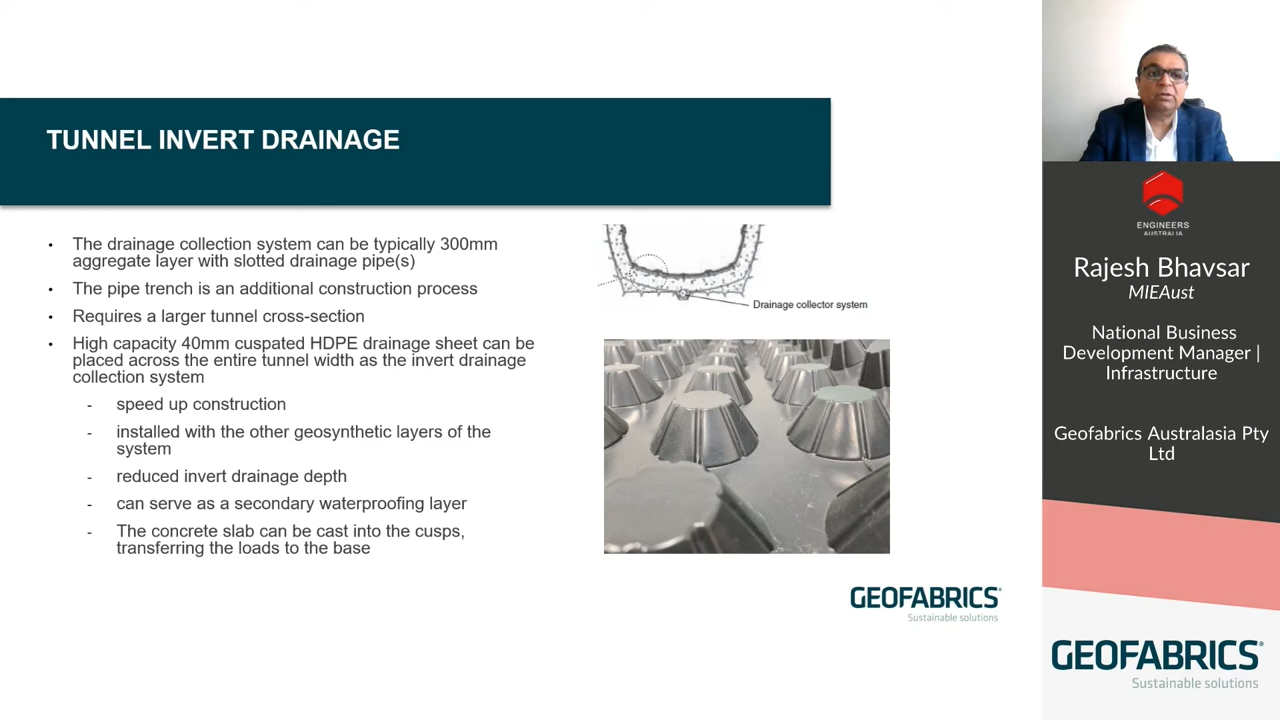 TUNNEL INVERT DRAINAGE
• The drainage collection system can be typically 300mm
aggregate layer with slotted drainage pipe(s)
• The pipe trench is an additional construction process
• Requires a larger tunnel cross-section
• High capacity 40mm cuspated HDPE drainage sheet can be
placed across the entire tunnel width as the invert drainage
collection system
- speed up construction
- installed with the other geosynthetic layers of the
system
- reduced invert drainage depth
- can serve as a secondary waterproofing layer
- The concrete slab can be cast into the cusps,
transferring the loads to the base
Drainage collector system
GEOFABRICS®
Sustainable solutions
ENGINEERS
AUSTRALIA
Rajesh Bhavsar
MIEAust
National Business
Development Manager |
Infrastructure
Geofabrics Australasia Pty
Ltd
GEOFABRICS®
Sustainable solutions